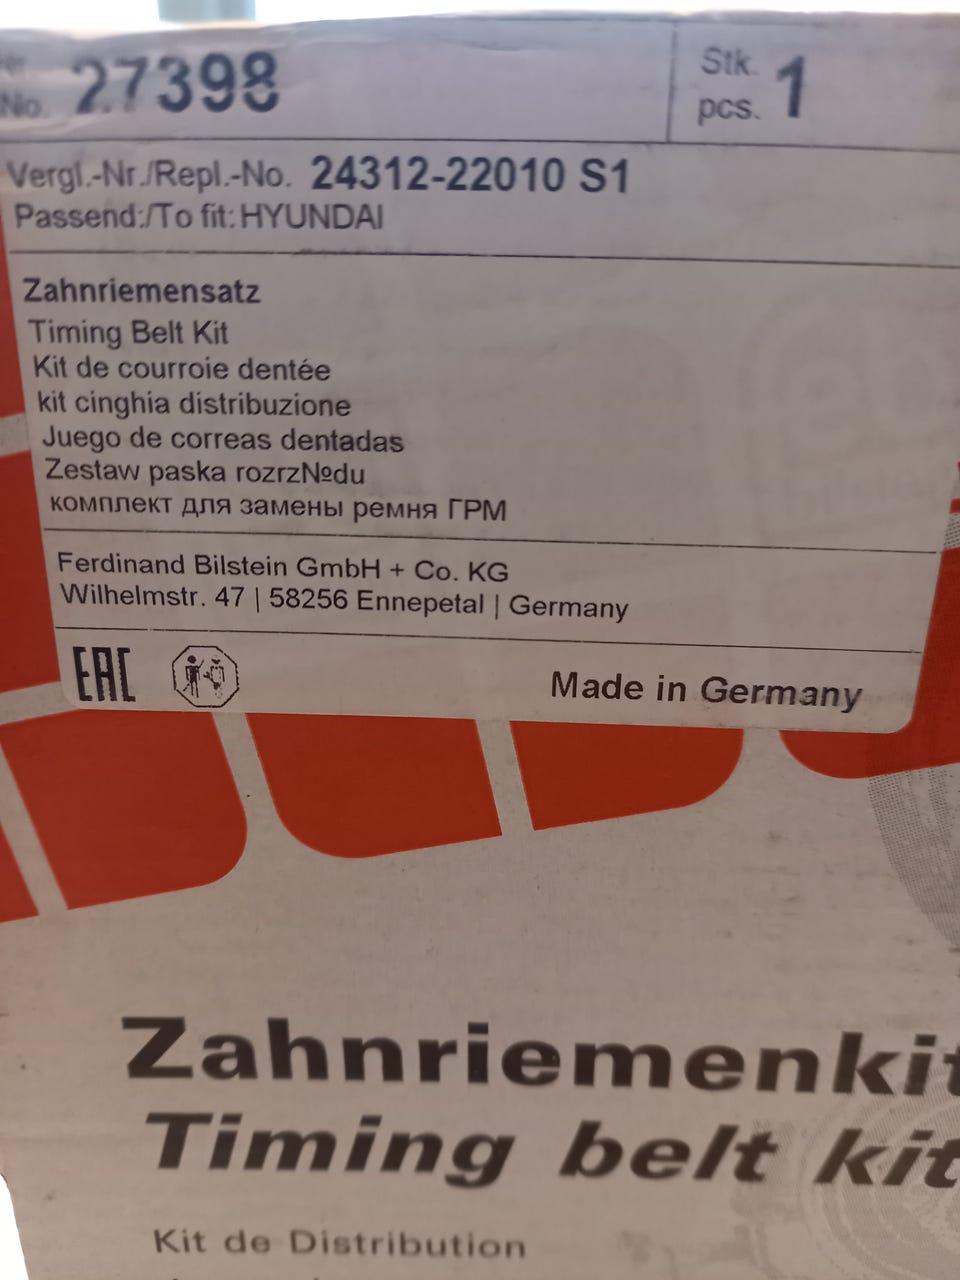 No. 27398
Stk. 1
pcs.
Vergl.-Nr./Repl.-No. 24312-22010 S1
Passend:/To fit: HYUNDAI
Zahnriemensatz
Timing Belt Kit
Kit de courroie dentée
kit cinghia distribuzione
Juego de correas dentadas
Zestaw paska rozrz№du
комплект для замены ремня ГРМ
Ferdinand Bilstein GmbH + Co. KG
Wilhelmstr. 47 | 58256 Ennepetal | Germany
EAC
Made in Germany
Zahnriemenkit
Timing belt kit
Kit de Distribution